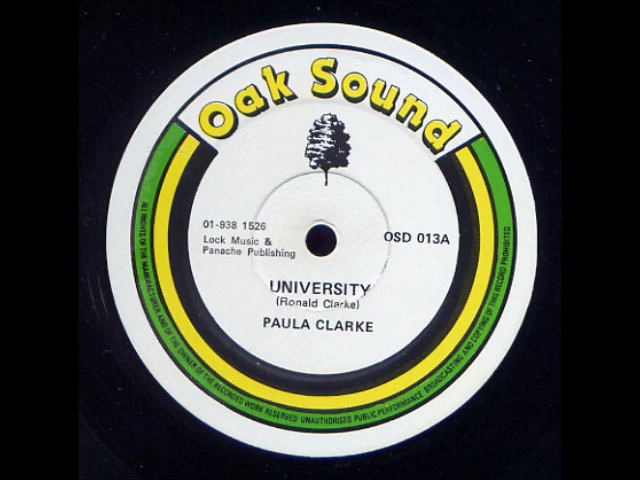 Oak Sound
01-938 1526
Lock Music &
Panache Publishing
OSD 013A
UNIVERSITY
(Ronald Clarke)
PAULA CLARKE
ALL RIGHTS OF THE MANUFACTURER AND OF THE OWNER OF THE RECORDED WORK RESERVED UNAUTHORISED PUBLIC PERFORMANCE BROADCASTING AND COPYING OF THIS RECORD PROHIBITED